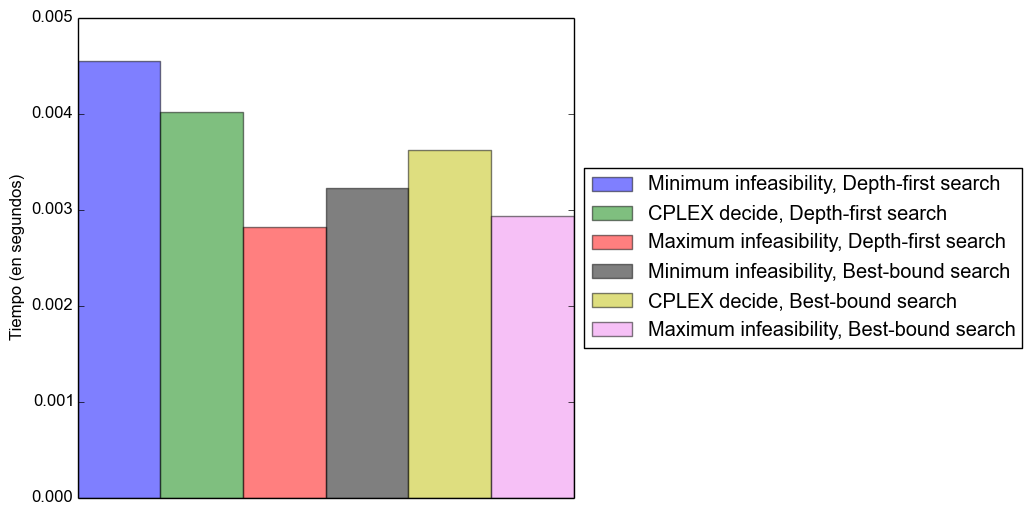 0.005
0.004
0.003
0.002
0.001
0.000
Tiempo (en segundos)
Minimum infeasibility, Depth-first search
CPLEX decide, Depth-first search
Maximum infeasibility, Depth-first search
Minimum infeasibility, Best-bound search
CPLEX decide, Best-bound search
Maximum infeasibility, Best-bound search